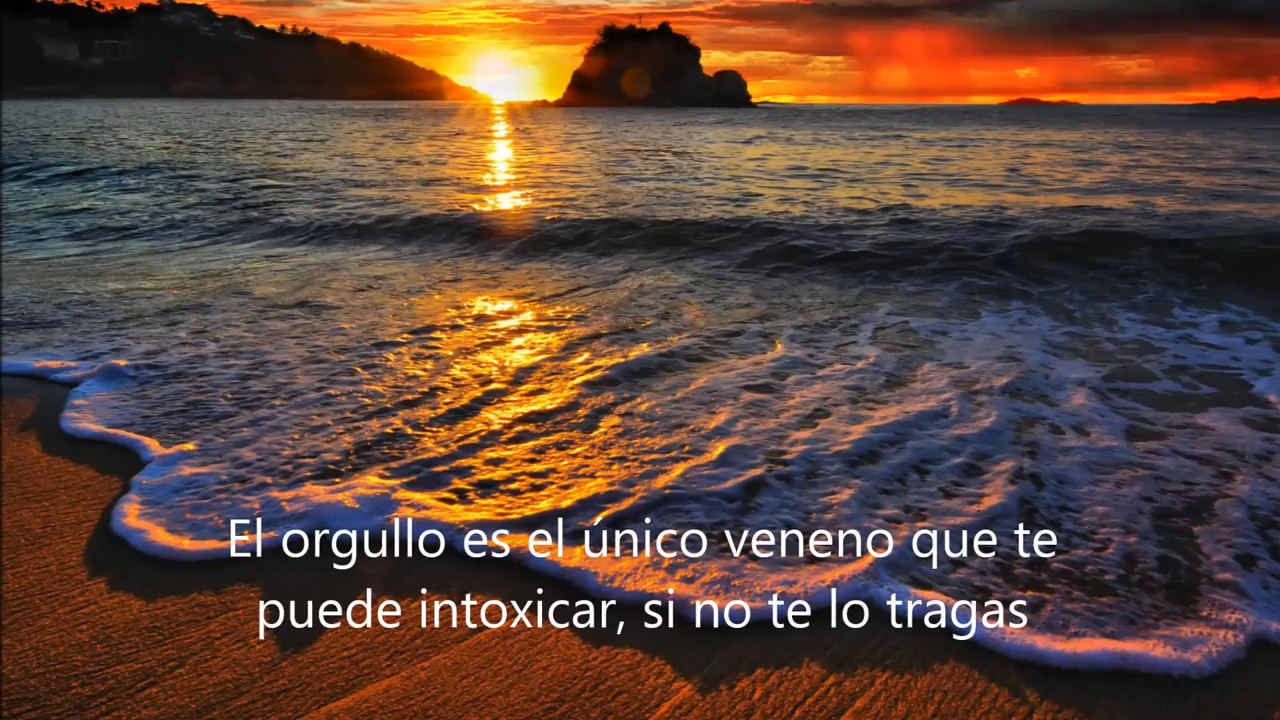 El orgullo es el único veneno que te
puede intoxicar, si no te lo tragas